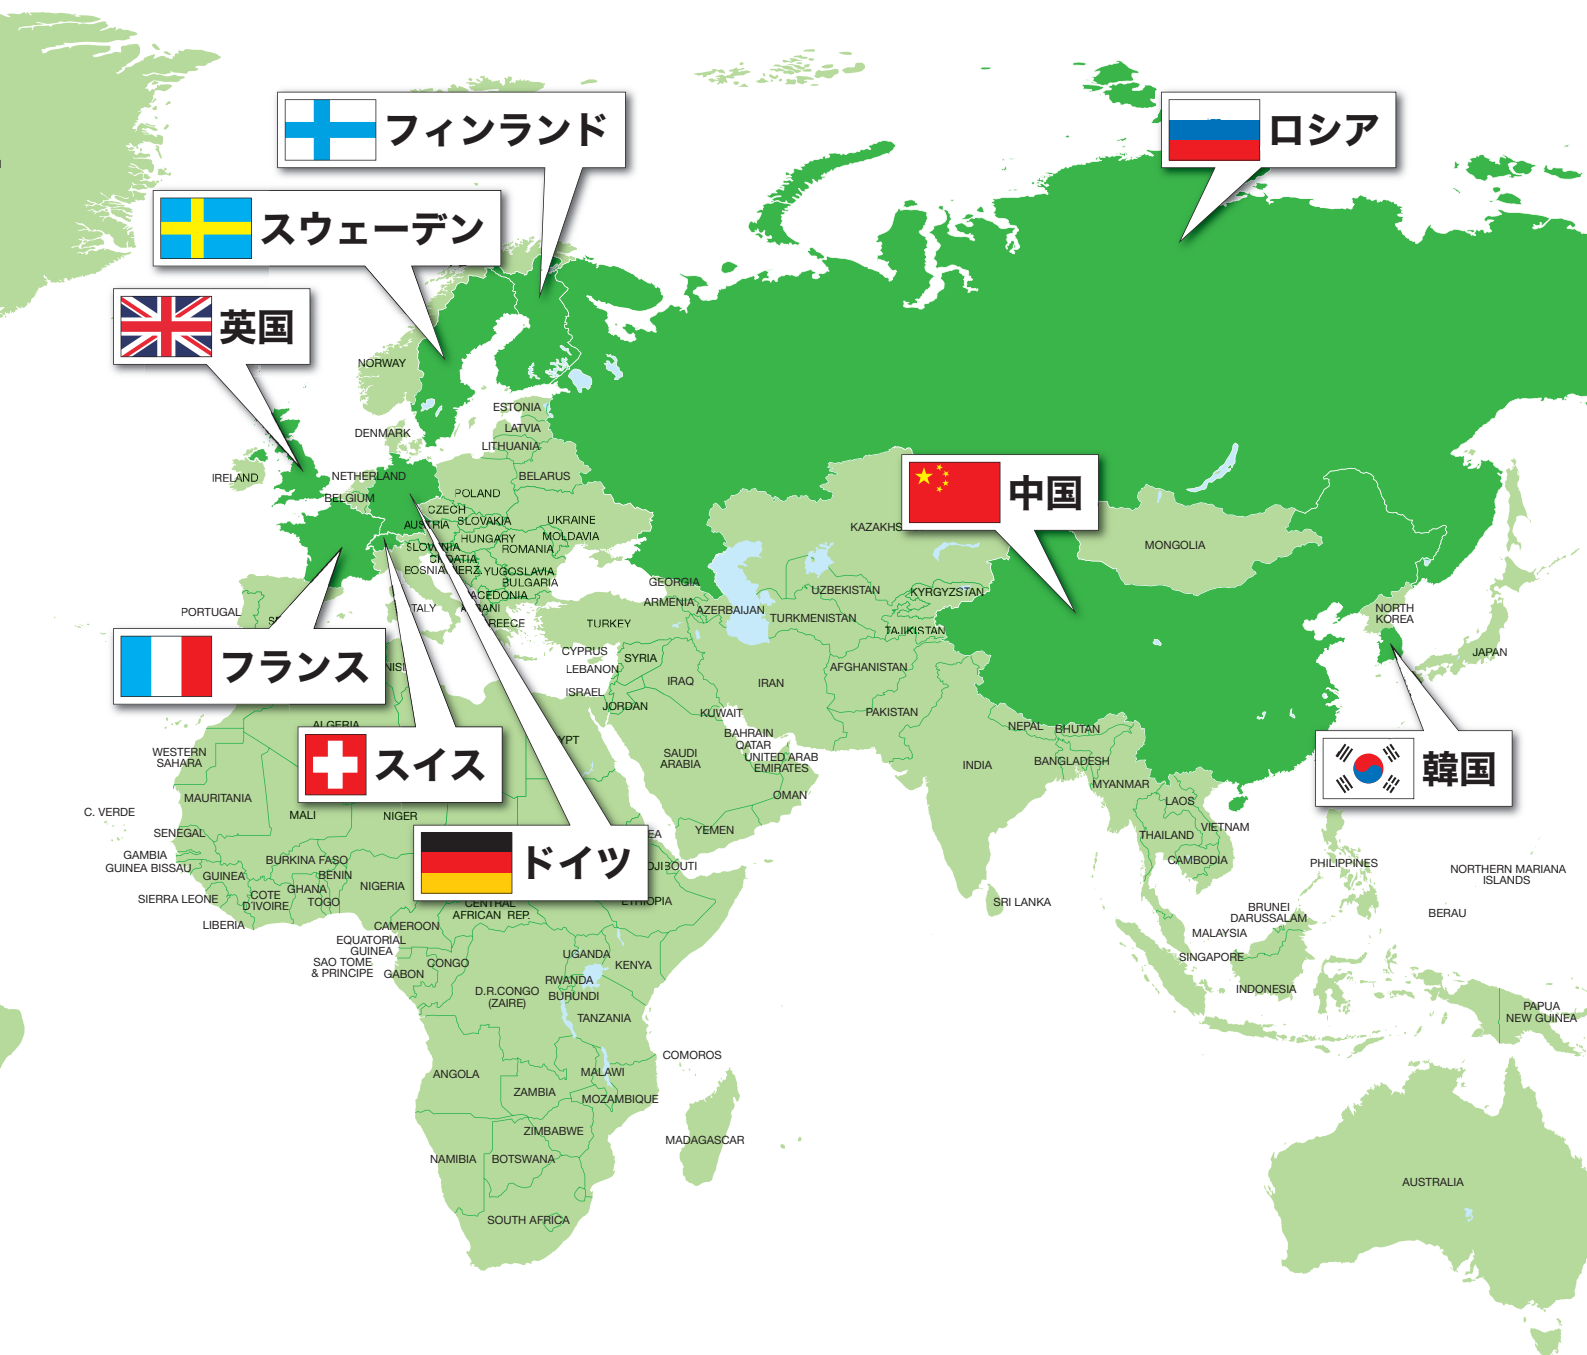 フィンランド
ロシア
スウェーデン
英国
NORWAY
ESTONIA
LATVIA
DENMARK
LITHUANIA
IRELAND
NETHERLAND
BELARUS
BELGIUM
POLAND
中国
CZECH
AUSTRIA
SLOVAKIA
UKRAINE
HUNGARY
MOLDAVIA
ROMANIA
KAZAKHS
MONGOLIA
YUGOSLAVIA
BULGARIA
GEORGIA
UZBEKISTAN
KYRGYZSTAN
ARMENIA
AZERBAIJAN
TURKMENISTAN
PORTUGAL
NORTH
KOREA
TURKEY
TAJIKISTAN
CYPRUS
SYRIA
JAPAN
フランス
LEBANON
AFGHANISTAN
IRAQ
IRAN
ISRAEL
JORDAN
KUWAIT
PAKISTAN
ALGERIA
NEPAL
BHUTAN
BAHRAIN
QATAR
WESTERN
SAHARA
SAUDI
ARABIA
UNITED ARAB
EMIRATES
INDIA
BANGLADESH
スイス
韓国
MYANMAR
OMAN
MAURITANIA
LAOS
C. VERDE
MALI
NIGER
YEMEN
VIETNAM
SENEGAL
THAILAND
ドイツ
GAMBIA
GUINEA BISSAU
BURKINA FASO
DJIBOUTI
CAMBODIA
PHILIPPINES
NORTHERN MARIANA
ISLANDS
GUINEA
BENIN
NIGERIA
GHANA
SIERRA LEONE
COTE
D'IVOIRE
TOGO
CENTRAL
AFRICAN REP.
ETHIOPIA
SRI LANKA
BRUNEI
DARUSSALAM
BERAU
LIBERIA
CAMEROON
MALAYSIA
EQUATORIAL
GUINEA
SAO TOME
& PRINCIPE
GABON
CONGO
UGANDA
KENYA
SINGAPORE
RWANDA
D.R.CONGO
(ZAIRE)
BURUNDI
INDONESIA
TANZANIA
PAPUA
NEW GUINEA
COMOROS
ANGOLA
MALAWI
ZAMBIA
MOZAMBIQUE
ZIMBABWE
MADAGASCAR
NAMIBIA
BOTSWANA
AUSTRALIA
SOUTH AFRICA